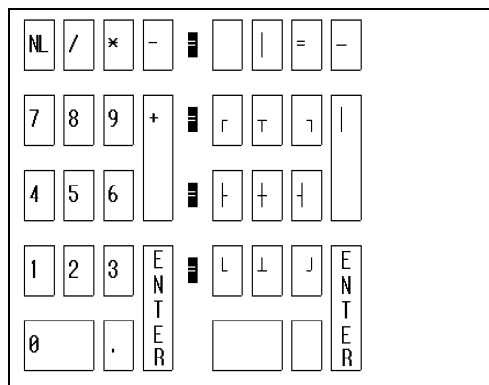 NL / * - = | = ─
7 8 9 + = ┌ ┬ ┐ |
4 5 6 = ├ ┼ ┤
1 2 3 ENTER = └ ┴ ┘ ENTER
0 .